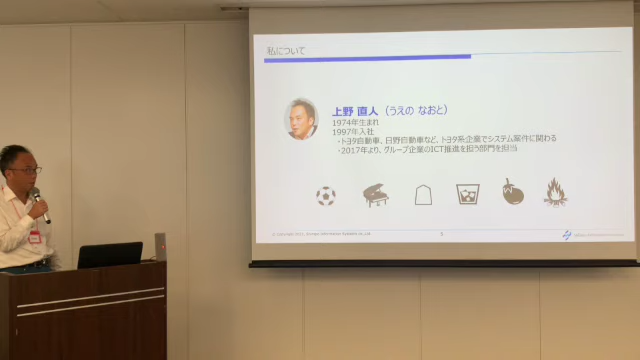 私について
上野 直人（うえの なおと）
1974年生まれ
1997年入社
・トヨタ自動車、日野自動車など、トヨタ系企業でシステム案件に関わる
・2017年より、グループ企業のICT推進を担う部門を担当